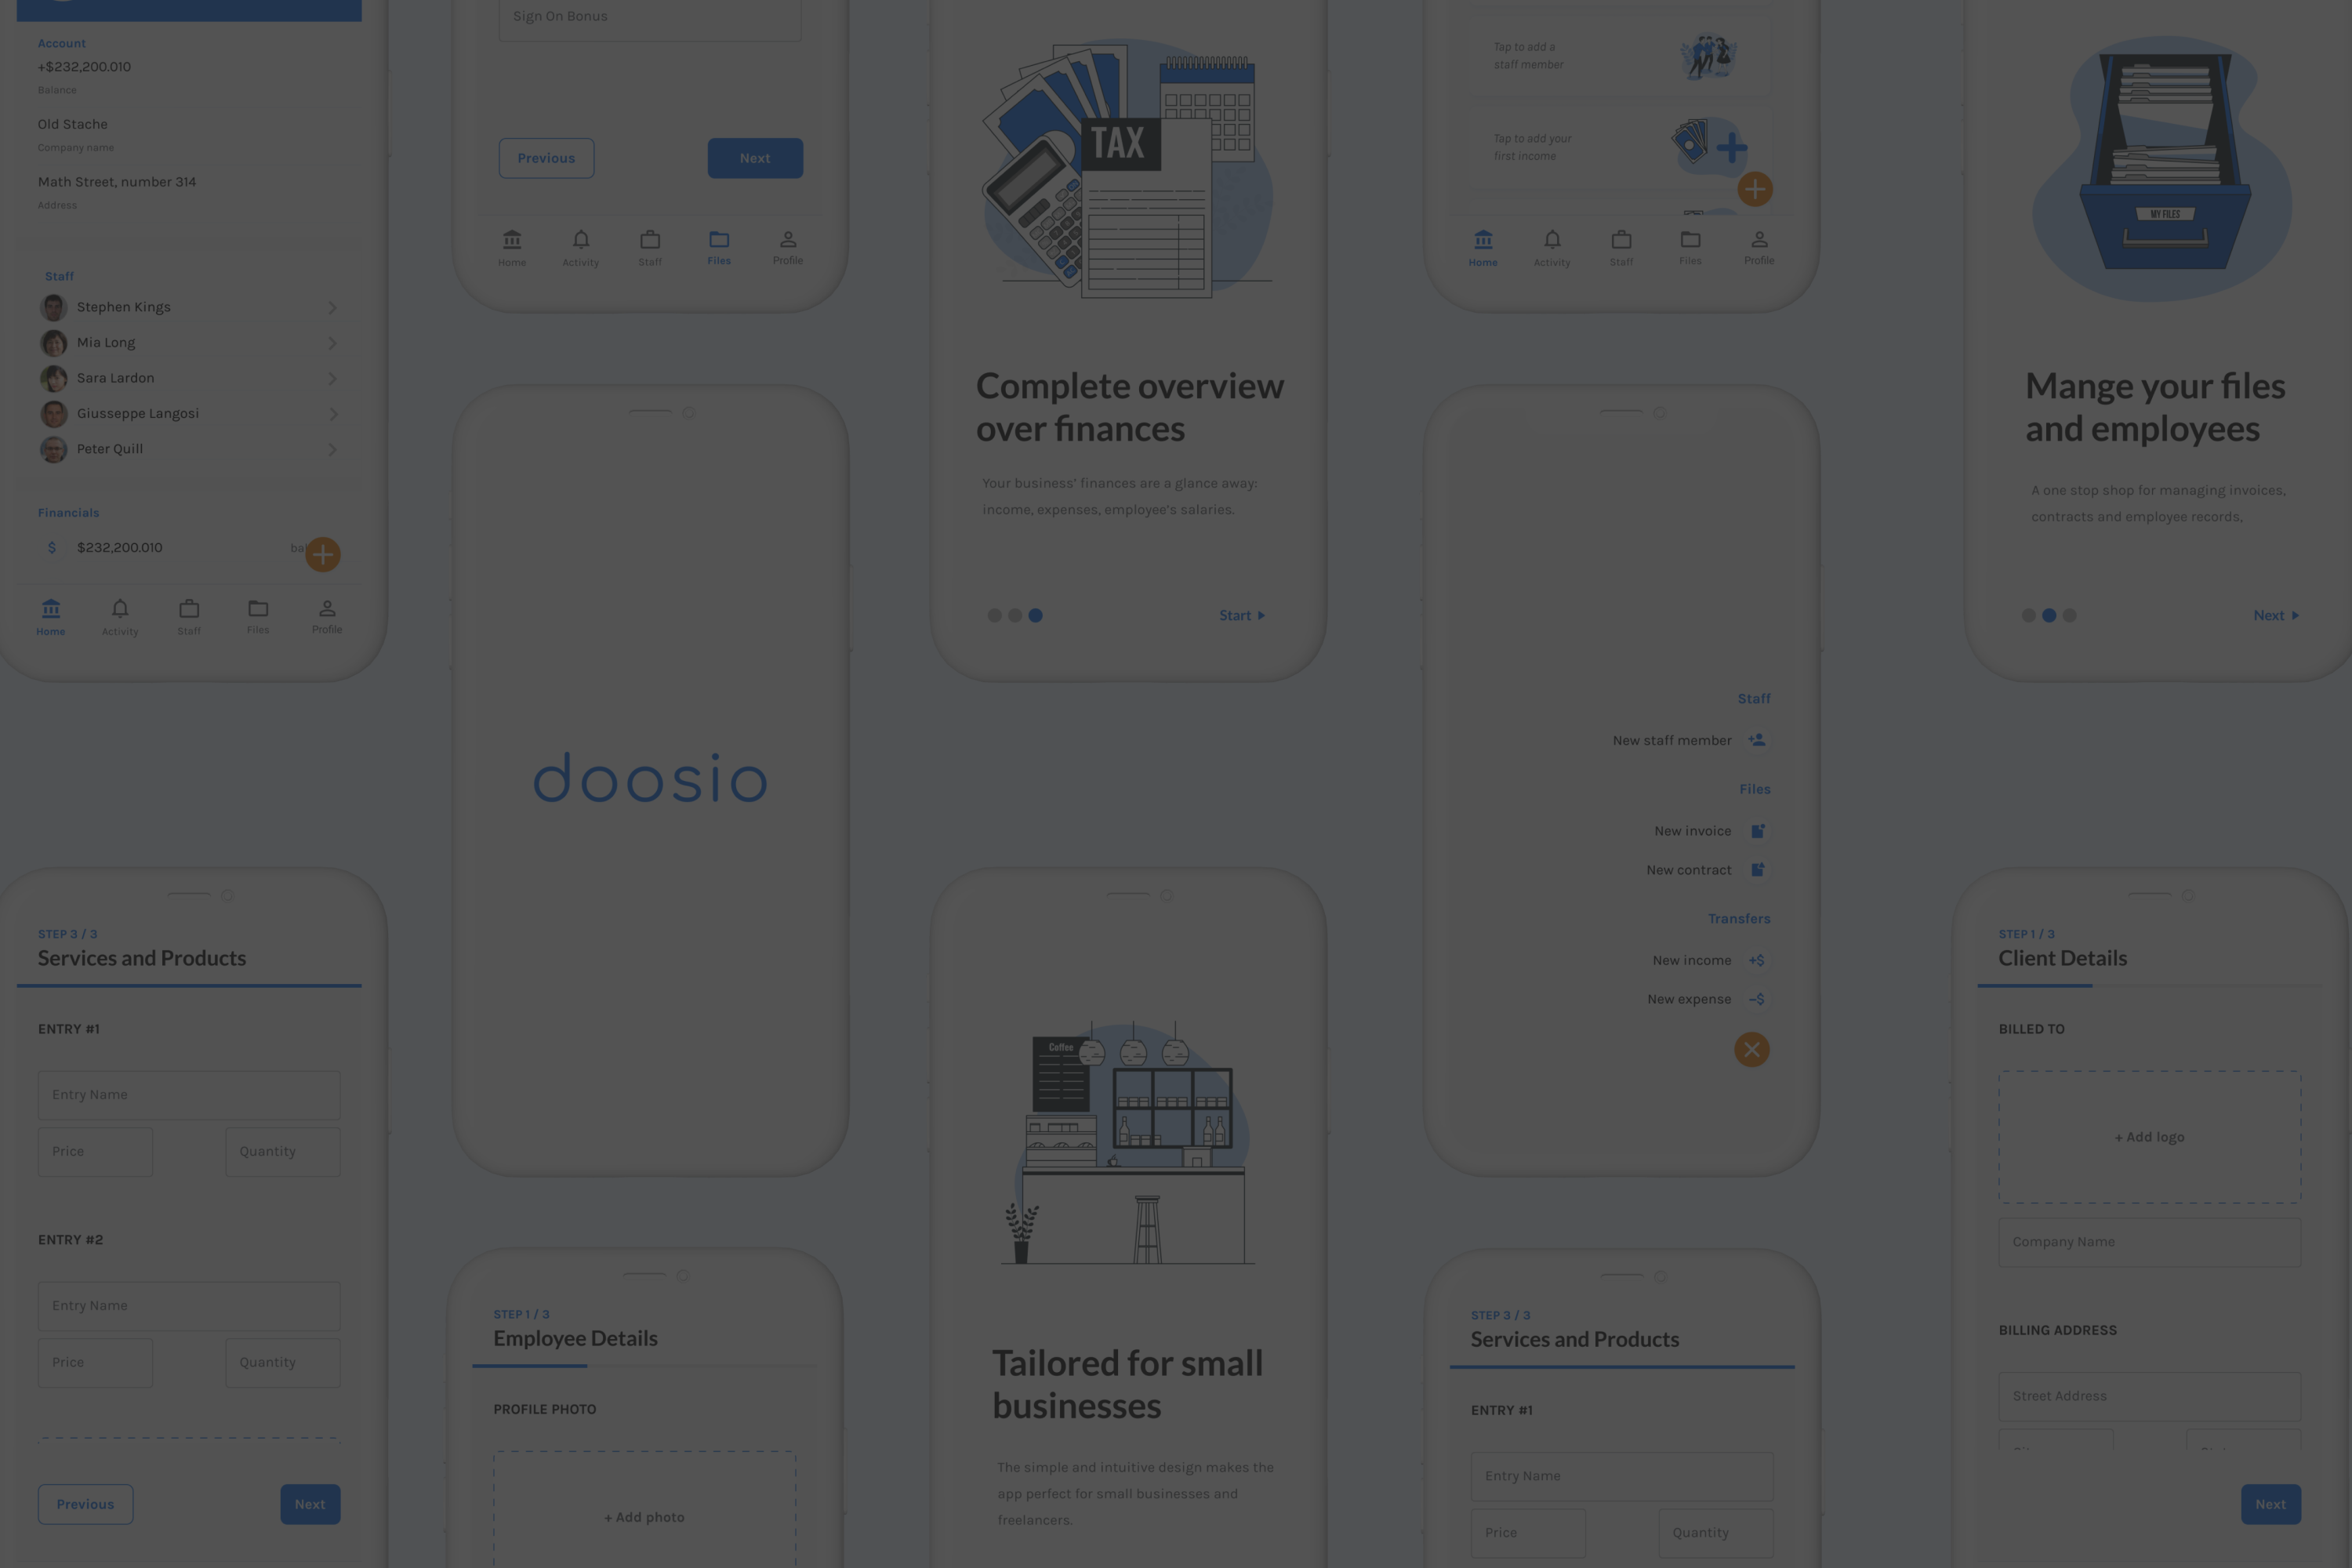 Account
+$232,200.010
Balance
Old Stache
Company name
Math Street, number 314
Address
Staff
Stephen Kings
Mia Long
Sara Lardon
Giusseppe Langosi
Peter Quill
Financials
$ $232,200.010
Home Activity Staff Files Profile
STEP 3 / 3
Services and Products
ENTRY #1
Entry Name
Price Quantity
ENTRY #2
Entry Name
Price Quantity
Previous Next
Sign On Bonus
Previous Next
Home Activity Staff Files Profile
doosio
STEP 1 / 3
Employee Details
PROFILE PHOTO
+ Add photo
TAX
Complete overview
over finances
Your business’ finances are a glance away:
income, expenses, employee’s salaries.
Start
Coffee
Tailored for small
businesses
The simple and intuitive design makes the
app perfect for small businesses and
freelancers.
Tap to add a
staff member
Tap to add your
first income
Home Activity Staff Files Profile
Staff
New staff member
Files
New invoice
New contract
Transfers
New income +$
New expense -$
STEP 3 / 3
Services and Products
ENTRY #1
Entry Name
Price Quantity
MY FILES
Mange your files
and employees
A one stop shop for managing invoices,
contracts and employee records,
Next
STEP 1 / 3
Client Details
BILLED TO
+ Add logo
Company Name
BILLING ADDRESS
Street Address
Next